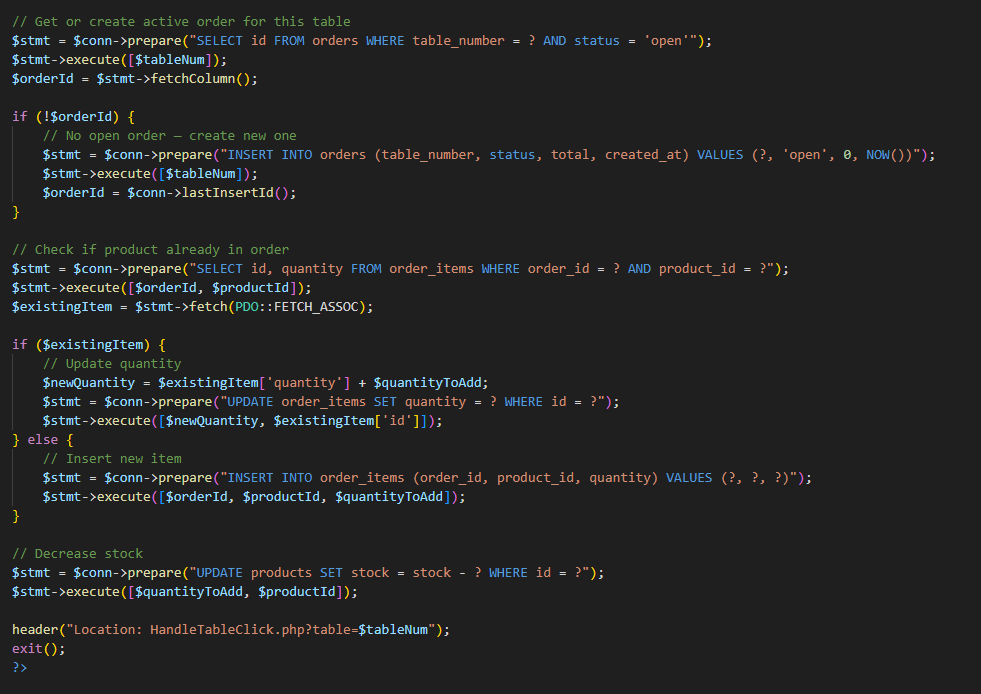 // Get or create active order for this table
$stmt = $conn->prepare("SELECT id FROM orders WHERE table_number = ? AND status = 'open'");
$stmt->execute([$tableNum]);
$orderId = $stmt->fetchColumn();

if (!$orderId) {
    // No open order — create new one
    $stmt = $conn->prepare("INSERT INTO orders (table_number, status, total, created_at) VALUES (?, 'open', 0, NOW())");
    $stmt->execute([$tableNum]);
    $orderId = $conn->lastInsertId();
}

// Check if product already in order
$stmt = $conn->prepare("SELECT id, quantity FROM order_items WHERE order_id = ? AND product_id = ?");
$stmt->execute([$orderId, $productId]);
$existingItem = $stmt->fetch(PDO::FETCH_ASSOC);

if ($existingItem) {
    // Update quantity
    $newQuantity = $existingItem['quantity'] + $quantityToAdd;
    $stmt = $conn->prepare("UPDATE order_items SET quantity = ? WHERE id = ?");
    $stmt->execute([$newQuantity, $existingItem['id']]);
} else {
    // Insert new item
    $stmt = $conn->prepare("INSERT INTO order_items (order_id, product_id, quantity) VALUES (?, ?, ?)");
    $stmt->execute([$orderId, $productId, $quantityToAdd]);
}

// Decrease stock
$stmt = $conn->prepare("UPDATE products SET stock = stock - ? WHERE id = ?");
$stmt->execute([$quantityToAdd, $productId]);

header("Location: HandleTableClick.php?table=$tableNum");
exit();
?>